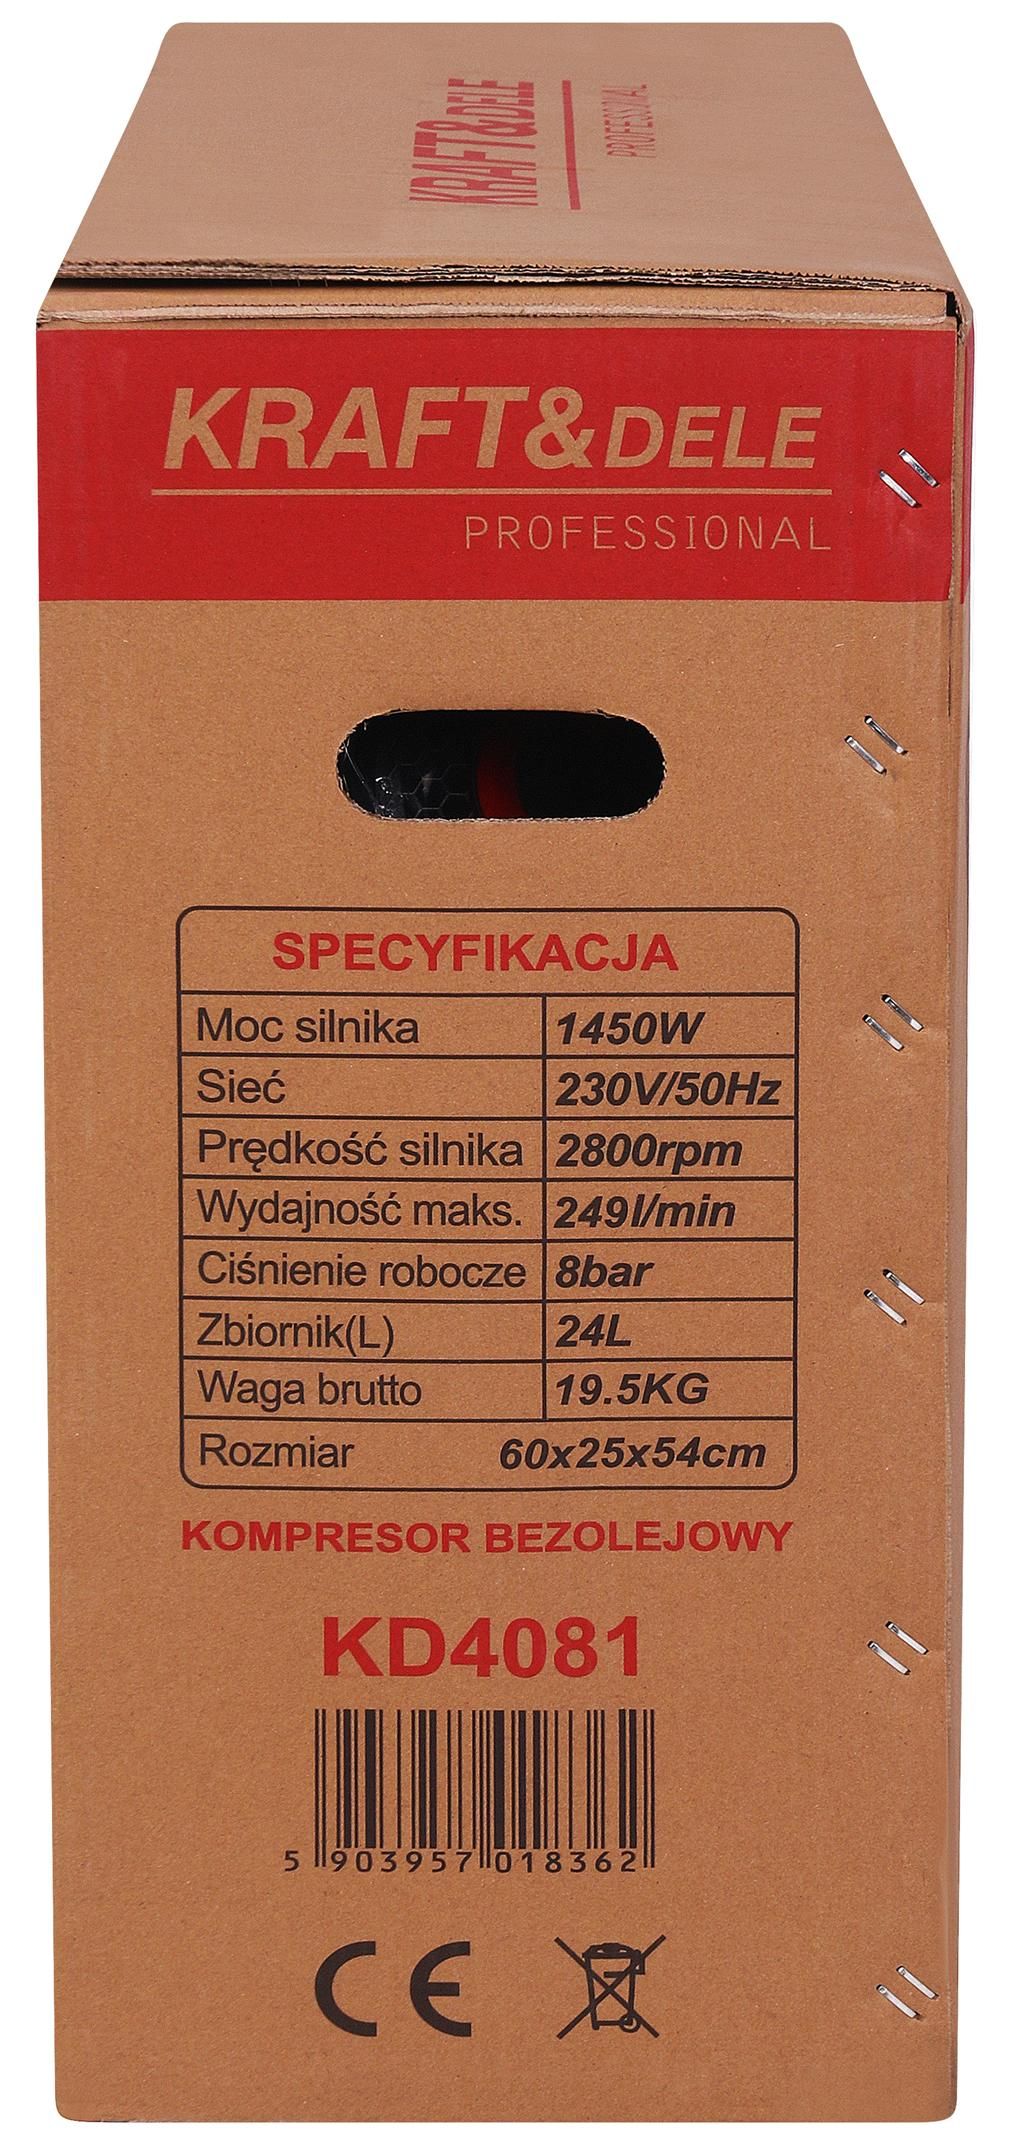 KRAFT&DELE
PROFESSIONAL
KRAFT&DELE
PROFESSIONAL
SPECYFIKACJA
Moc silnika 1450W
Sieć 230V/50Hz
Prędkość silnika 2800rpm
Wydajność maks. 249l/min
Ciśnienie robocze 8bar
Zbiornik(L) 24L
Waga brutto 19.5KG
Rozmiar 60x25x54cm
KOMPRESOR BEZOLEJOWY
KD4081
5 903957 018362
CE